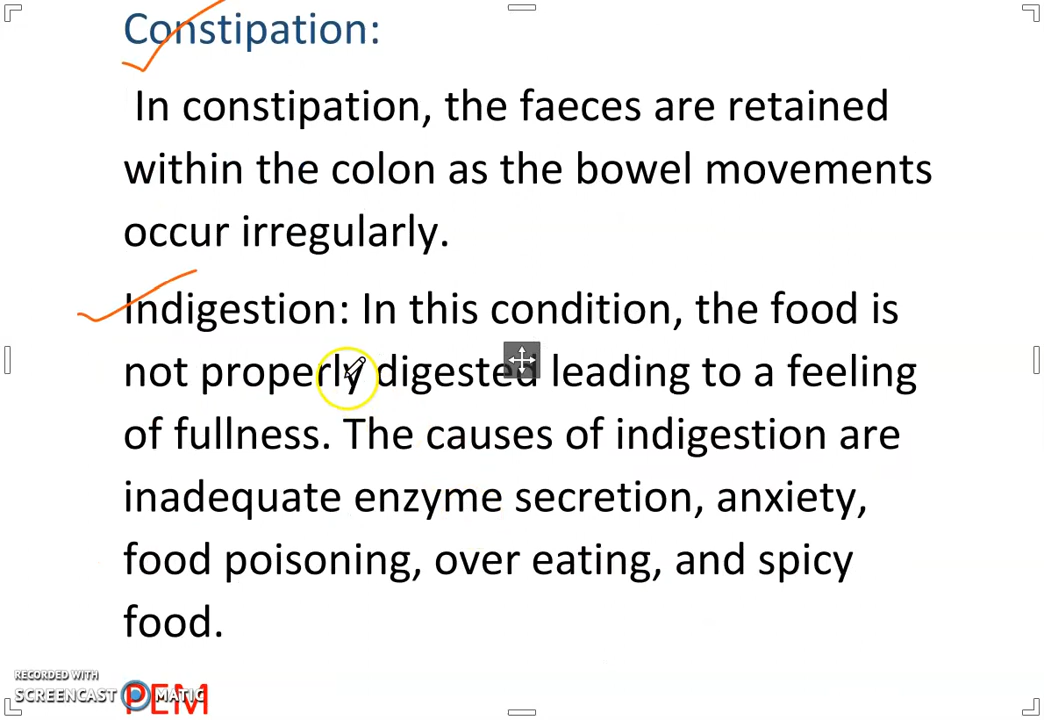 Constipation:
In constipation, the faeces are retained
within the colon as the bowel movements
occur irregularly.
Indigestion: In this condition, the food is
not properly digested leading to a feeling
of fullness. The causes of indigestion are
inadequate enzyme secretion, anxiety,
food poisoning, over eating, and spicy
food.
RECORDED WITH
SCREENCAST MATIC
PEM